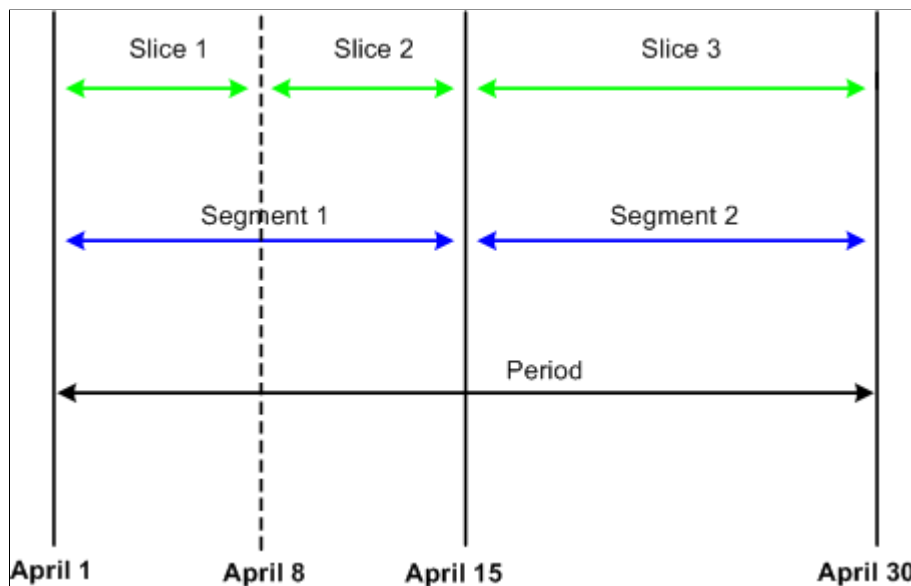 Slice 1 Slice 2 Slice 3
Segment 1 Segment 2
Period
April 1 April 8 April 15 April 30